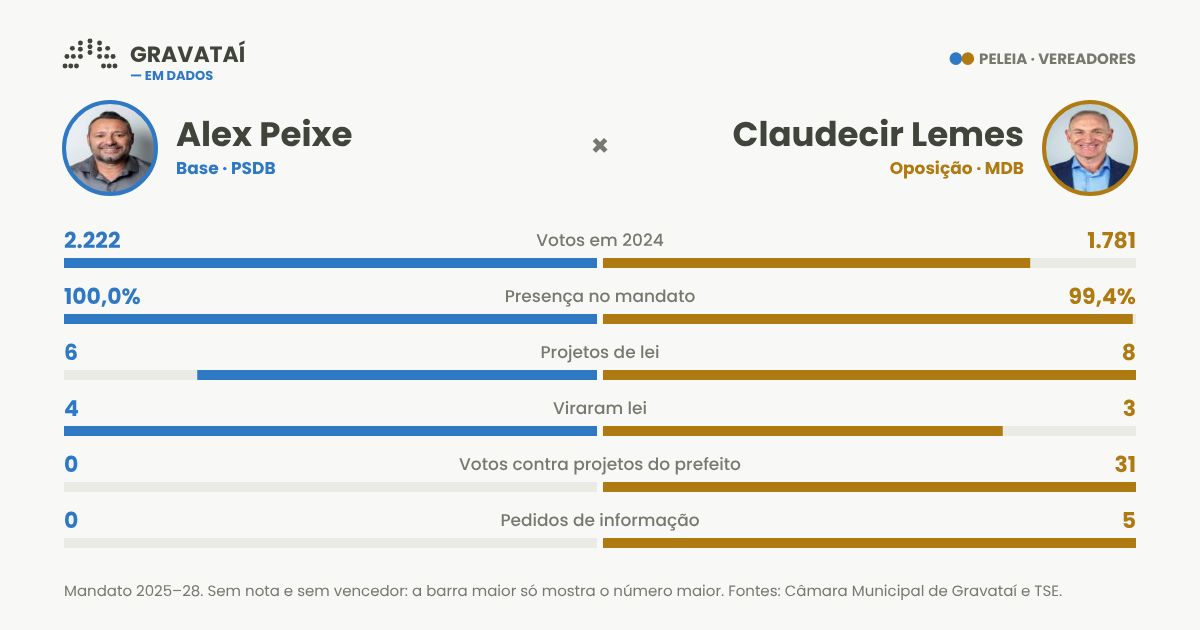 GRAVATAÍ
— EM DADOS
PELEIA · VEREADORES
Alex Peixe
Base · PSDB
×
Claudecir Lemes
Oposição · MDB
2.222 Votos em 2024 1.781
100,0% Presença no mandato 99,4%
6 Projetos de lei 8
4 Viraram lei 3
0 Votos contra projetos do prefeito 31
0 Pedidos de informação 5
Mandato 2025–28. Sem nota e sem vencedor: a barra maior só mostra o número maior. Fontes: Câmara Municipal de Gravataí e TSE.